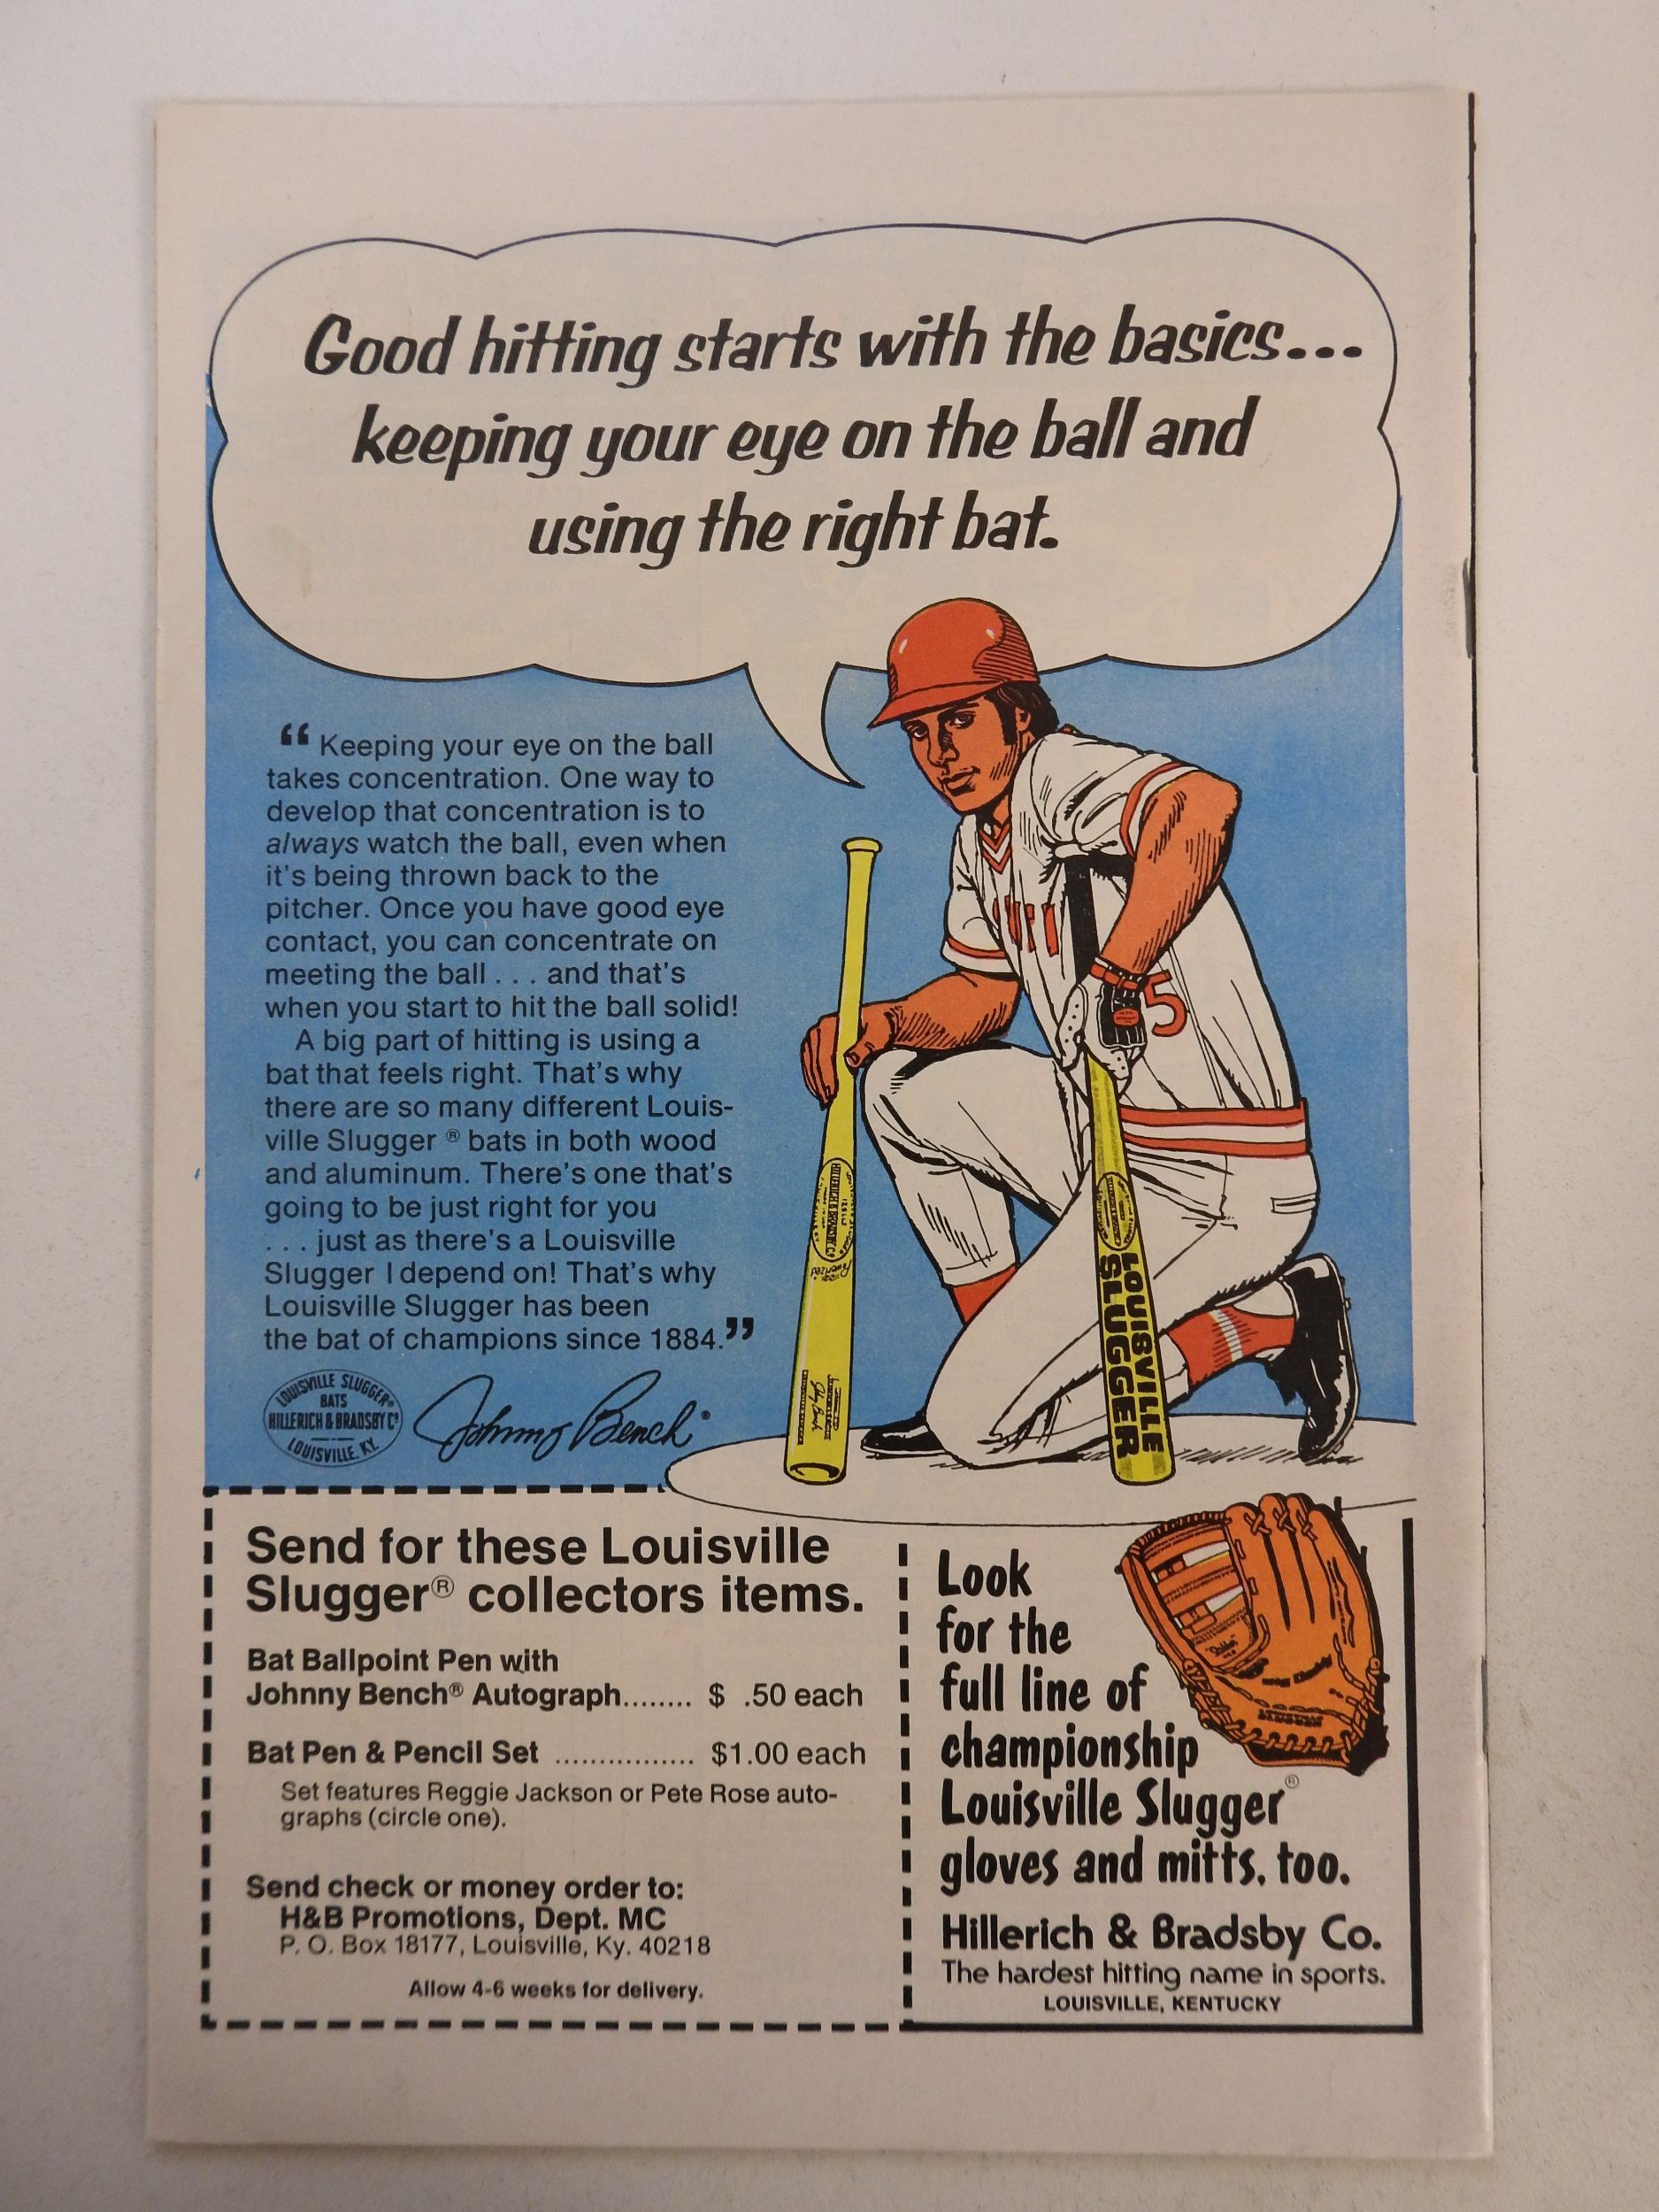 Good hitting starts with the basics...
keeping your eye on the ball and
using the right bat.
“ Keeping your eye on the ball
takes concentration. One way to
develop that concentration is to
always watch the ball, even when
it's being thrown back to the
pitcher. Once you have good eye
contact, you can concentrate on
meeting the ball . . . and that's
when you start to hit the ball solid!
A big part of hitting is using a
bat that feels right. That's why
there are so many different Louis-
ville Slugger ® bats in both wood
and aluminum. There's one that's
going to be just right for you
. . . just as there's a Louisville
Slugger I depend on! That's why
Louisville Slugger has been
the bat of champions since 1884.”
LOUISVILLE SLUGGER®
BATS
HILLERICH & BRADSBY Cº
LOUISVILLE, KY.
Johnny Bench®
5
HILLERICH & BRADSBY Cº
Powerized
LOUISVILLE
SLUGGER
Send for these Louisville
Slugger® collectors items.
Bat Ballpoint Pen with
Johnny Bench® Autograph........ $ .50 each
Bat Pen & Pencil Set ................ $1.00 each
Set features Reggie Jackson or Pete Rose auto-
graphs (circle one).
Send check or money order to:
H&B Promotions, Dept. MC
P. O. Box 18177, Louisville, Ky. 40218
Allow 4-6 weeks for delivery.
Look
for the
full line of
championship
Louisville Slugger®
gloves and mitts, too.
Hillerich & Bradsby Co.
The hardest hitting name in sports.
LOUISVILLE, KENTUCKY